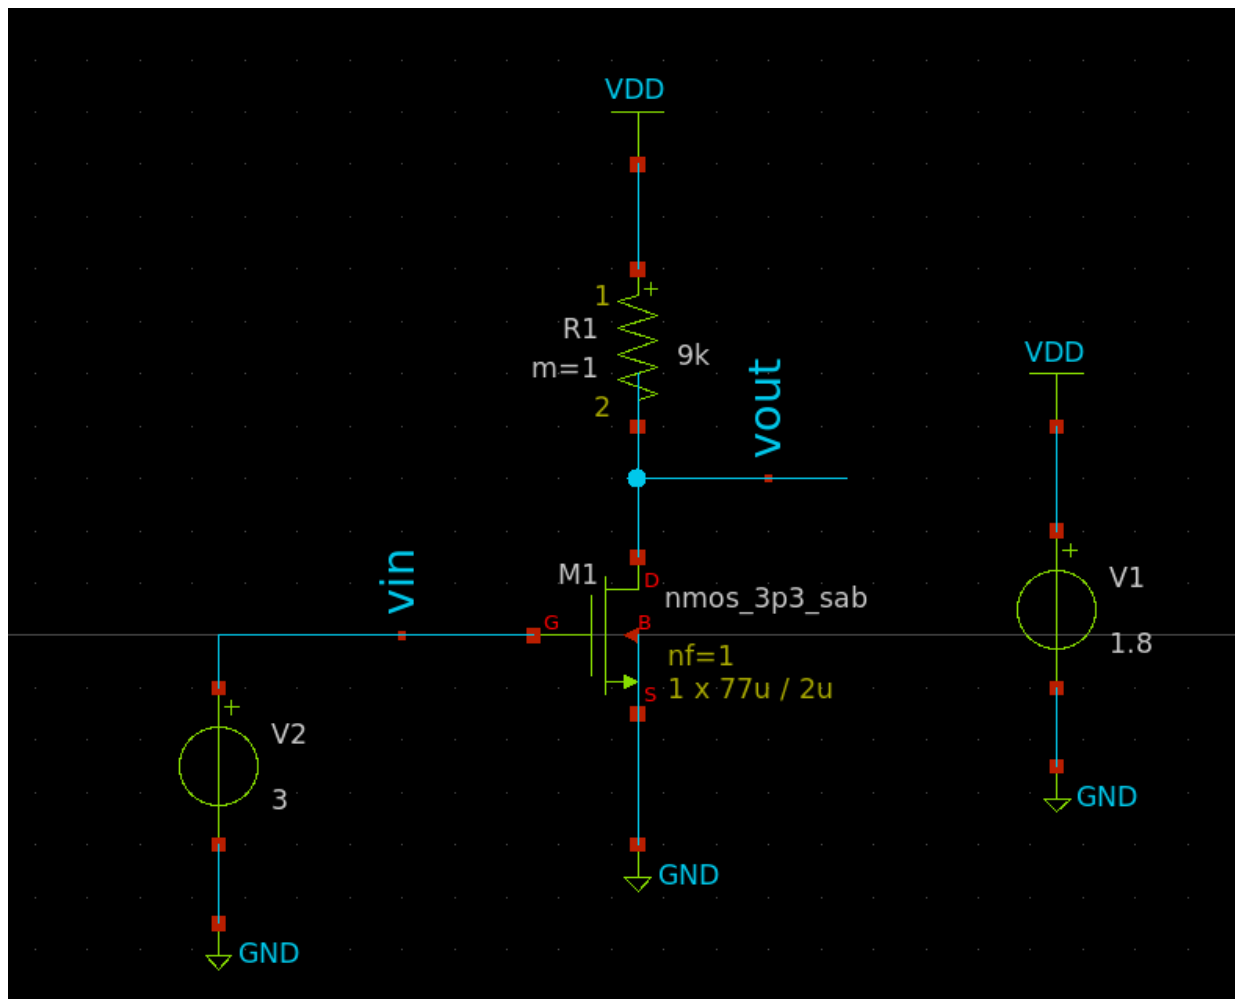 VDD
1
+
R1
9k
m=1
2
vout
VDD
vin
M1
D
nmos_3p3_sab
G
B
nf=1
S
1 x 77u / 2u
+
V1
1.8
+
V2
3
GND
GND
GND